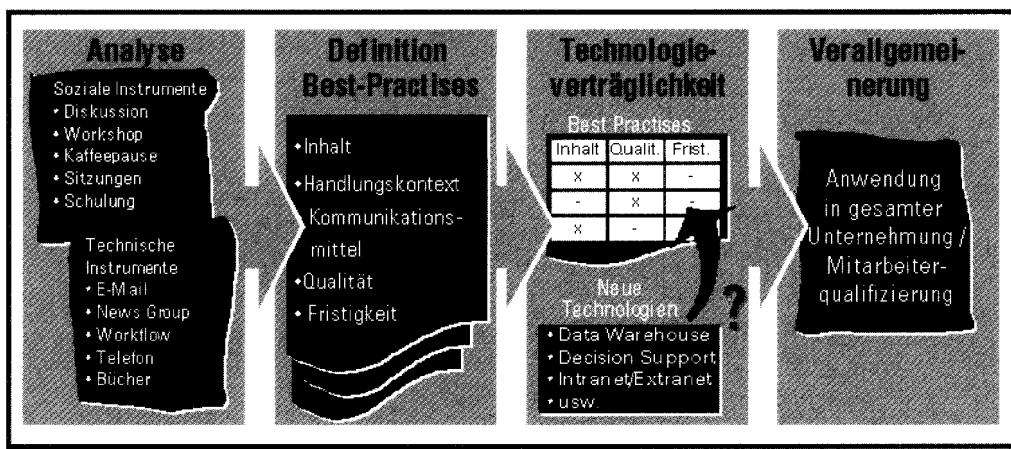 Analyse
Soziale Instrumente
• Diskussion
• Workshop
• Kaffeepause
• Sitzungen
• Schulung
Technische
Instrumente
• E-Mail
• News Group
• Workflow
• Telefon
• Bücher
Definition
Best-Practises
• Inhalt
• Handlungskontext
Kommunikations-
mittel
• Qualität
• Fristigkeit
Technologie-
verträglichkeit
Best Practises
Inhalt Qualit. Frist.
x x -
- x -
x -
Neue
Technologien
?
• Data Warehouse
• Decision Support
• Intranet/Extranet
• usw.
Verallgemei-
nerung
Anwendung
in gesamter
Unternehmung /
Mitarbeiter-
qualifizierung